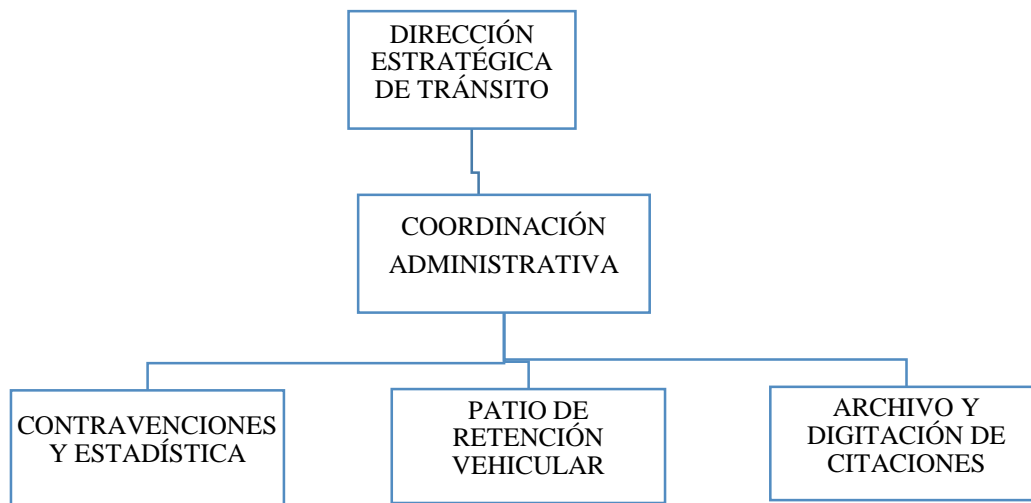 DIRECCIÓN
ESTRATÉGICA
DE TRÁNSITO
COORDINACIÓN
ADMINISTRATIVA
CONTRAVENCIONES
Y ESTADÍSTICA
PATIO DE
RETENCIÓN
VEHICULAR
ARCHIVO Y
DIGITACIÓN DE
CITACIONES